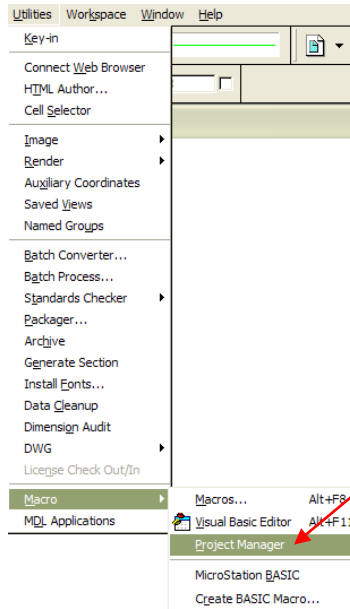 Utilities Workspace Window Help
Key-in
Connect Web Browser
HTML Author...
Cell Selector
Image
Render
Auxiliary Coordinates
Saved Views
Named Groups
Batch Converter...
Batch Process...
Standards Checker
Packager...
Archive
Generate Section
Install Fonts...
Data Cleanup
Dimension Audit
DWG
License Check Out/In
Macro
MDL Applications
Macros... Alt+F8
Visual Basic Editor Alt+F11
Project Manager
MicroStation BASIC
Create BASIC Macro...